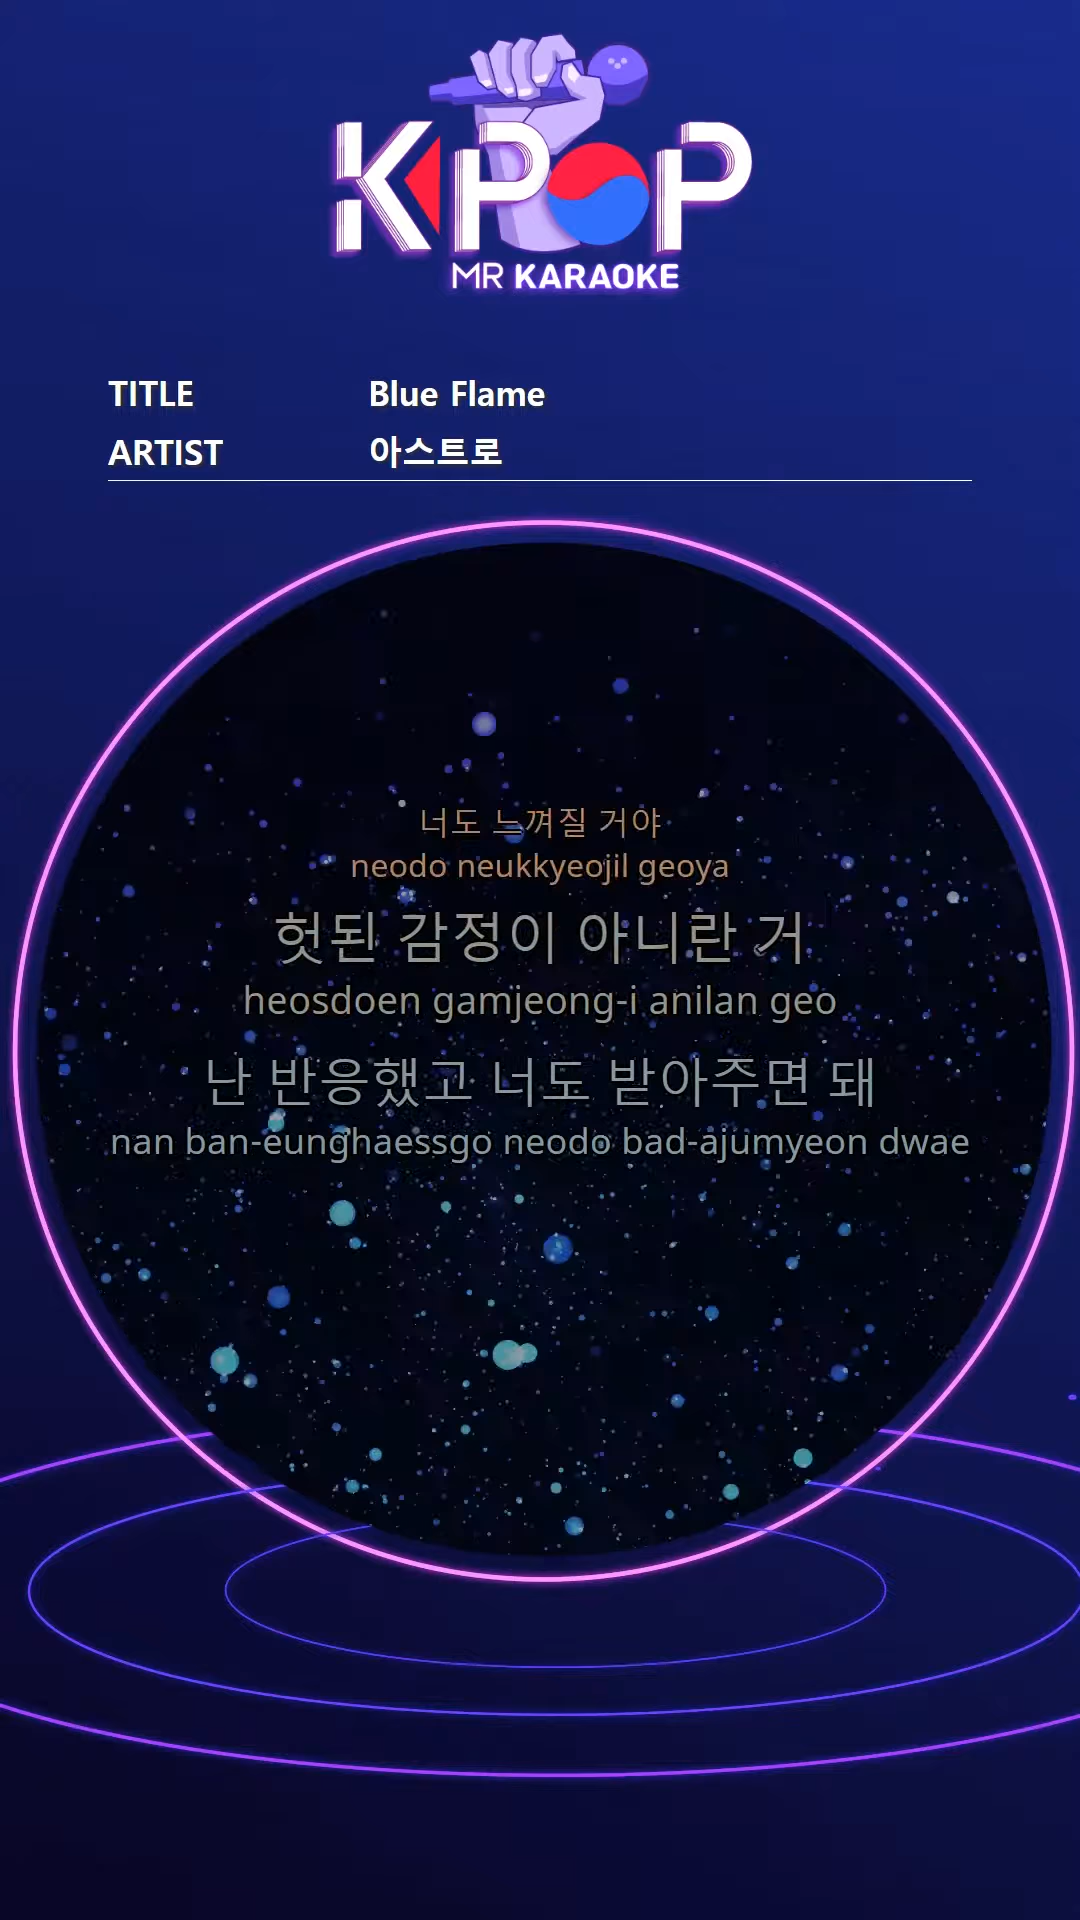 KPOP
MR KARAOKE
TITLE Blue Flame
ARTIST 아스트로
너도 느껴질 거야
neodo neukkyeojil geoya
헛된 감정이 아니란 거
heosdoen gamjeong-i anilan geo
난 반응했고 너도 받아주면 돼
nan ban-eunghaessgo neodo bad-ajumyeon dwae